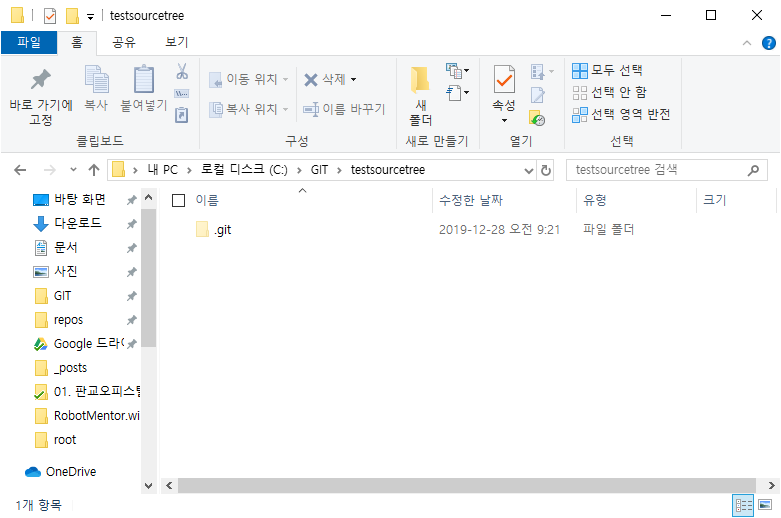 testsourcetree
파일 홈 공유 보기
바로 가기에 고정
복사
붙여넣기
클립보드
이동 위치
복사 위치
삭제
이름 바꾸기
구성
새 폴더
새로 만들기
속성
열기
모두 선택
선택 안 함
선택 영역 반전
선택
내 PC > 로컬 디스크 (C:) > GIT > testsourcetree
testsourcetree 검색
바탕 화면
다운로드
문서
사진
GIT
repos
Google 드라이
_posts
01. 판교오피스텔
RobotMentor.wi
root
OneDrive
이름 수정한 날짜 유형 크기
.git 2019-12-28 오전 9:21 파일 폴더
1개 항목